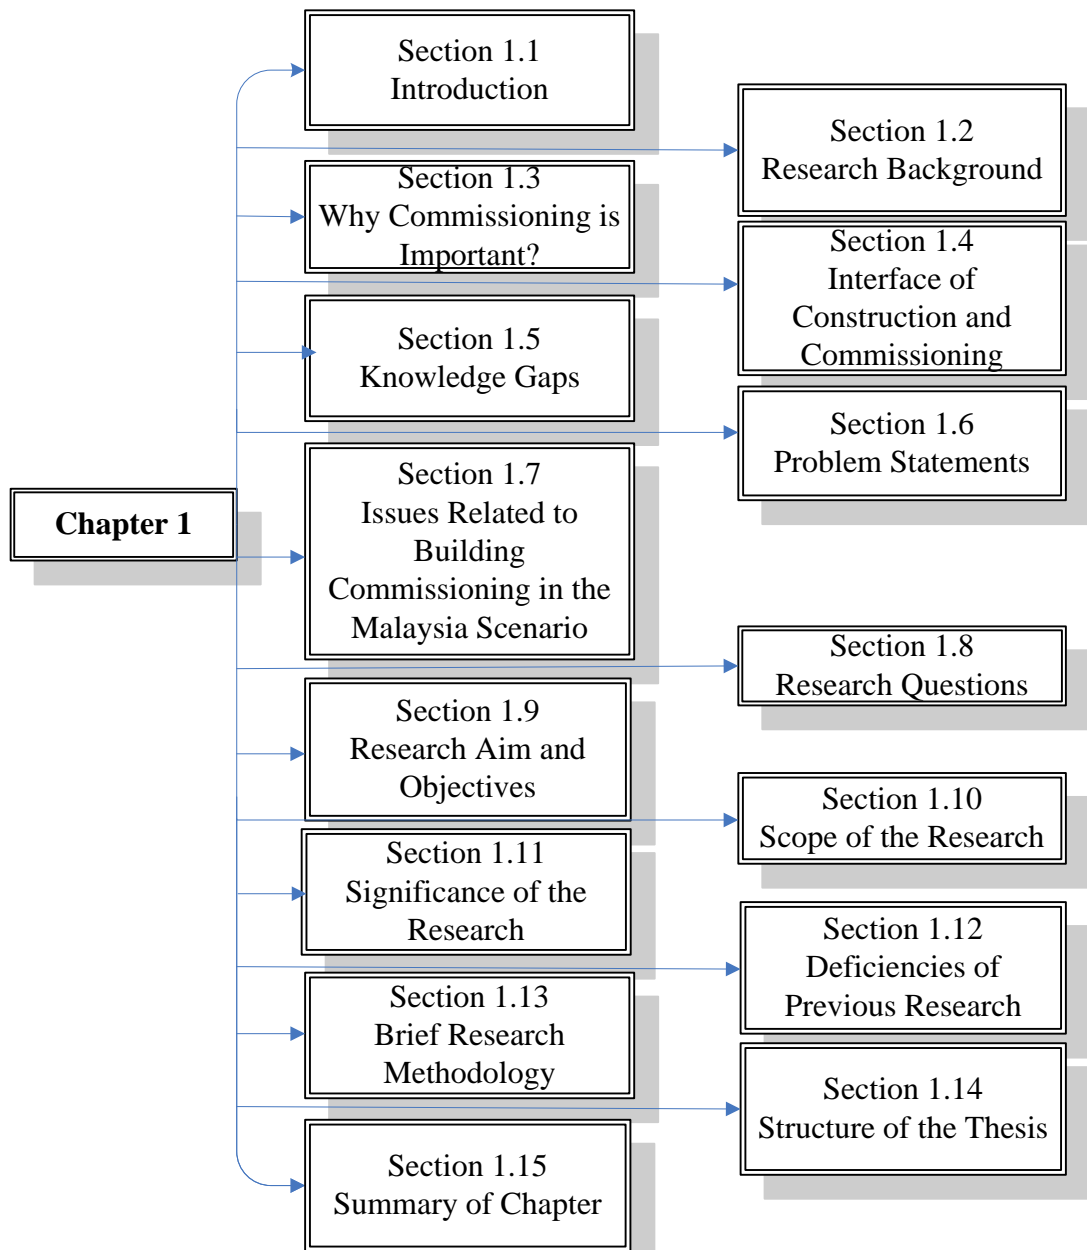 Section 1.1
Introduction
Section 1.2
Research Background
Section 1.3
Why Commissioning is
Important?
Section 1.4
Interface of
Construction and
Commissioning
Section 1.5
Knowledge Gaps
Section 1.6
Problem Statements
Chapter 1
Section 1.7
Issues Related to
Building
Commissioning in the
Malaysia Scenario
Section 1.8
Research Questions
Section 1.9
Research Aim and
Objectives
Section 1.10
Scope of the Research
Section 1.11
Significance of the
Research
Section 1.12
Deficiencies of
Previous Research
Section 1.13
Brief Research
Methodology
Section 1.14
Structure of the Thesis
Section 1.15
Summary of Chapter